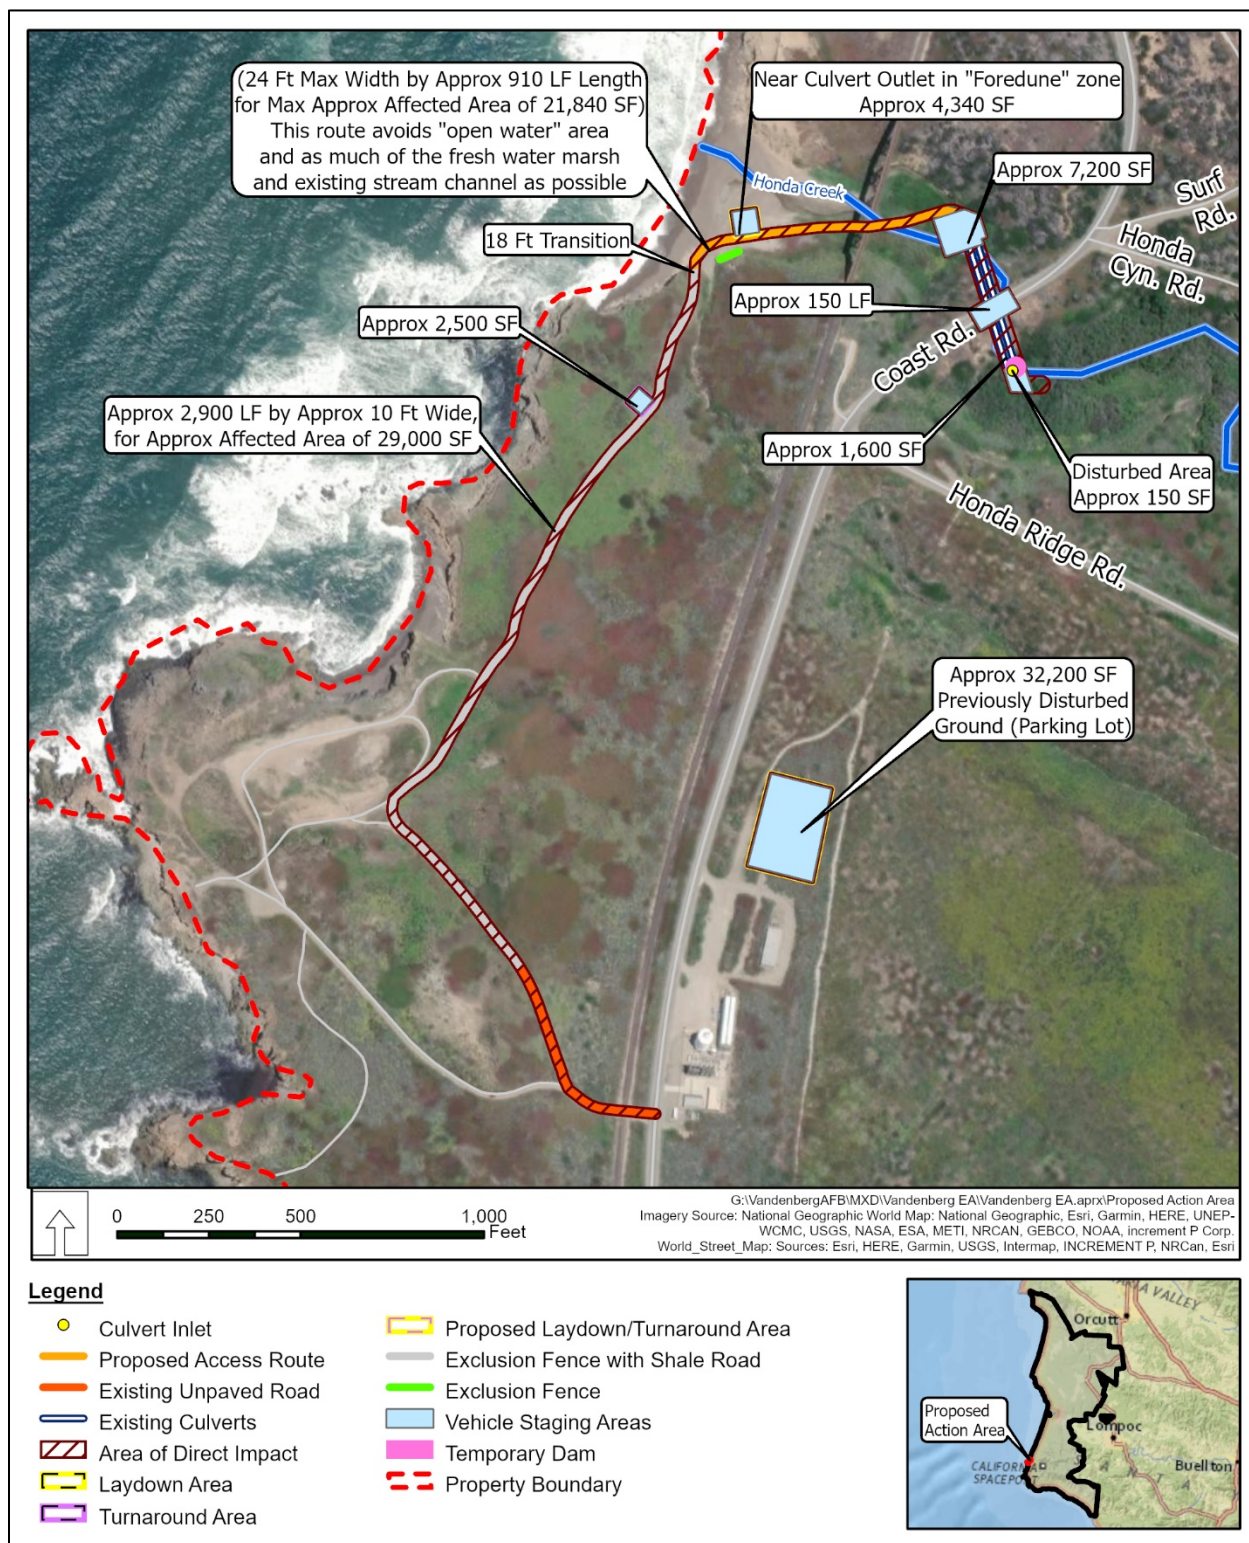 (24 Ft Max Width by Approx 910 LF Length
for Max Approx Affected Area of 21,840 SF)
This route avoids "open water" area
and as much of the fresh water marsh
and existing stream channel as possible
Near Culvert Outlet in "Foredune" zone
Approx 4,340 SF
Approx 7,200 SF
Surf
Rd.
Honda
Cyn. Rd.
Honda Creek
18 Ft Transition
Approx 150 LF
Approx 2,500 SF
Coast Rd.
Approx 2,900 LF by Approx 10 Ft Wide,
for Approx Affected Area of 29,000 SF
Approx 1,600 SF
Disturbed Area
Approx 150 SF
Honda Ridge Rd.
Approx 32,200 SF
Previously Disturbed
Ground (Parking Lot)
0 250 500 1,000
Feet
G:\VandenbergAFB\MXD\Vandenberg EA\Vandenberg EA.aprx\Proposed Action Area
Imagery Source: National Geographic World Map: National Geographic, Esri, Garmin, HERE, UNEP-
WCMC, USGS, NASA, ESA, METI, NRCAN, GEBCO, NOAA, increment P Corp.
World_Street_Map: Sources: Esri, HERE, Garmin, USGS, Intermap, INCREMENT P, NRCan, Esri
Legend
Culvert Inlet
Proposed Access Route
Existing Unpaved Road
Existing Culverts
Area of Direct Impact
Laydown Area
Turnaround Area
Proposed Laydown/Turnaround Area
Exclusion Fence with Shale Road
Exclusion Fence
Vehicle Staging Areas
Temporary Dam
Property Boundary
VALLEY
Orcutt
Proposed
Action Area
Lompoc
CALIFORNIA
SPACEPORT
Buellton